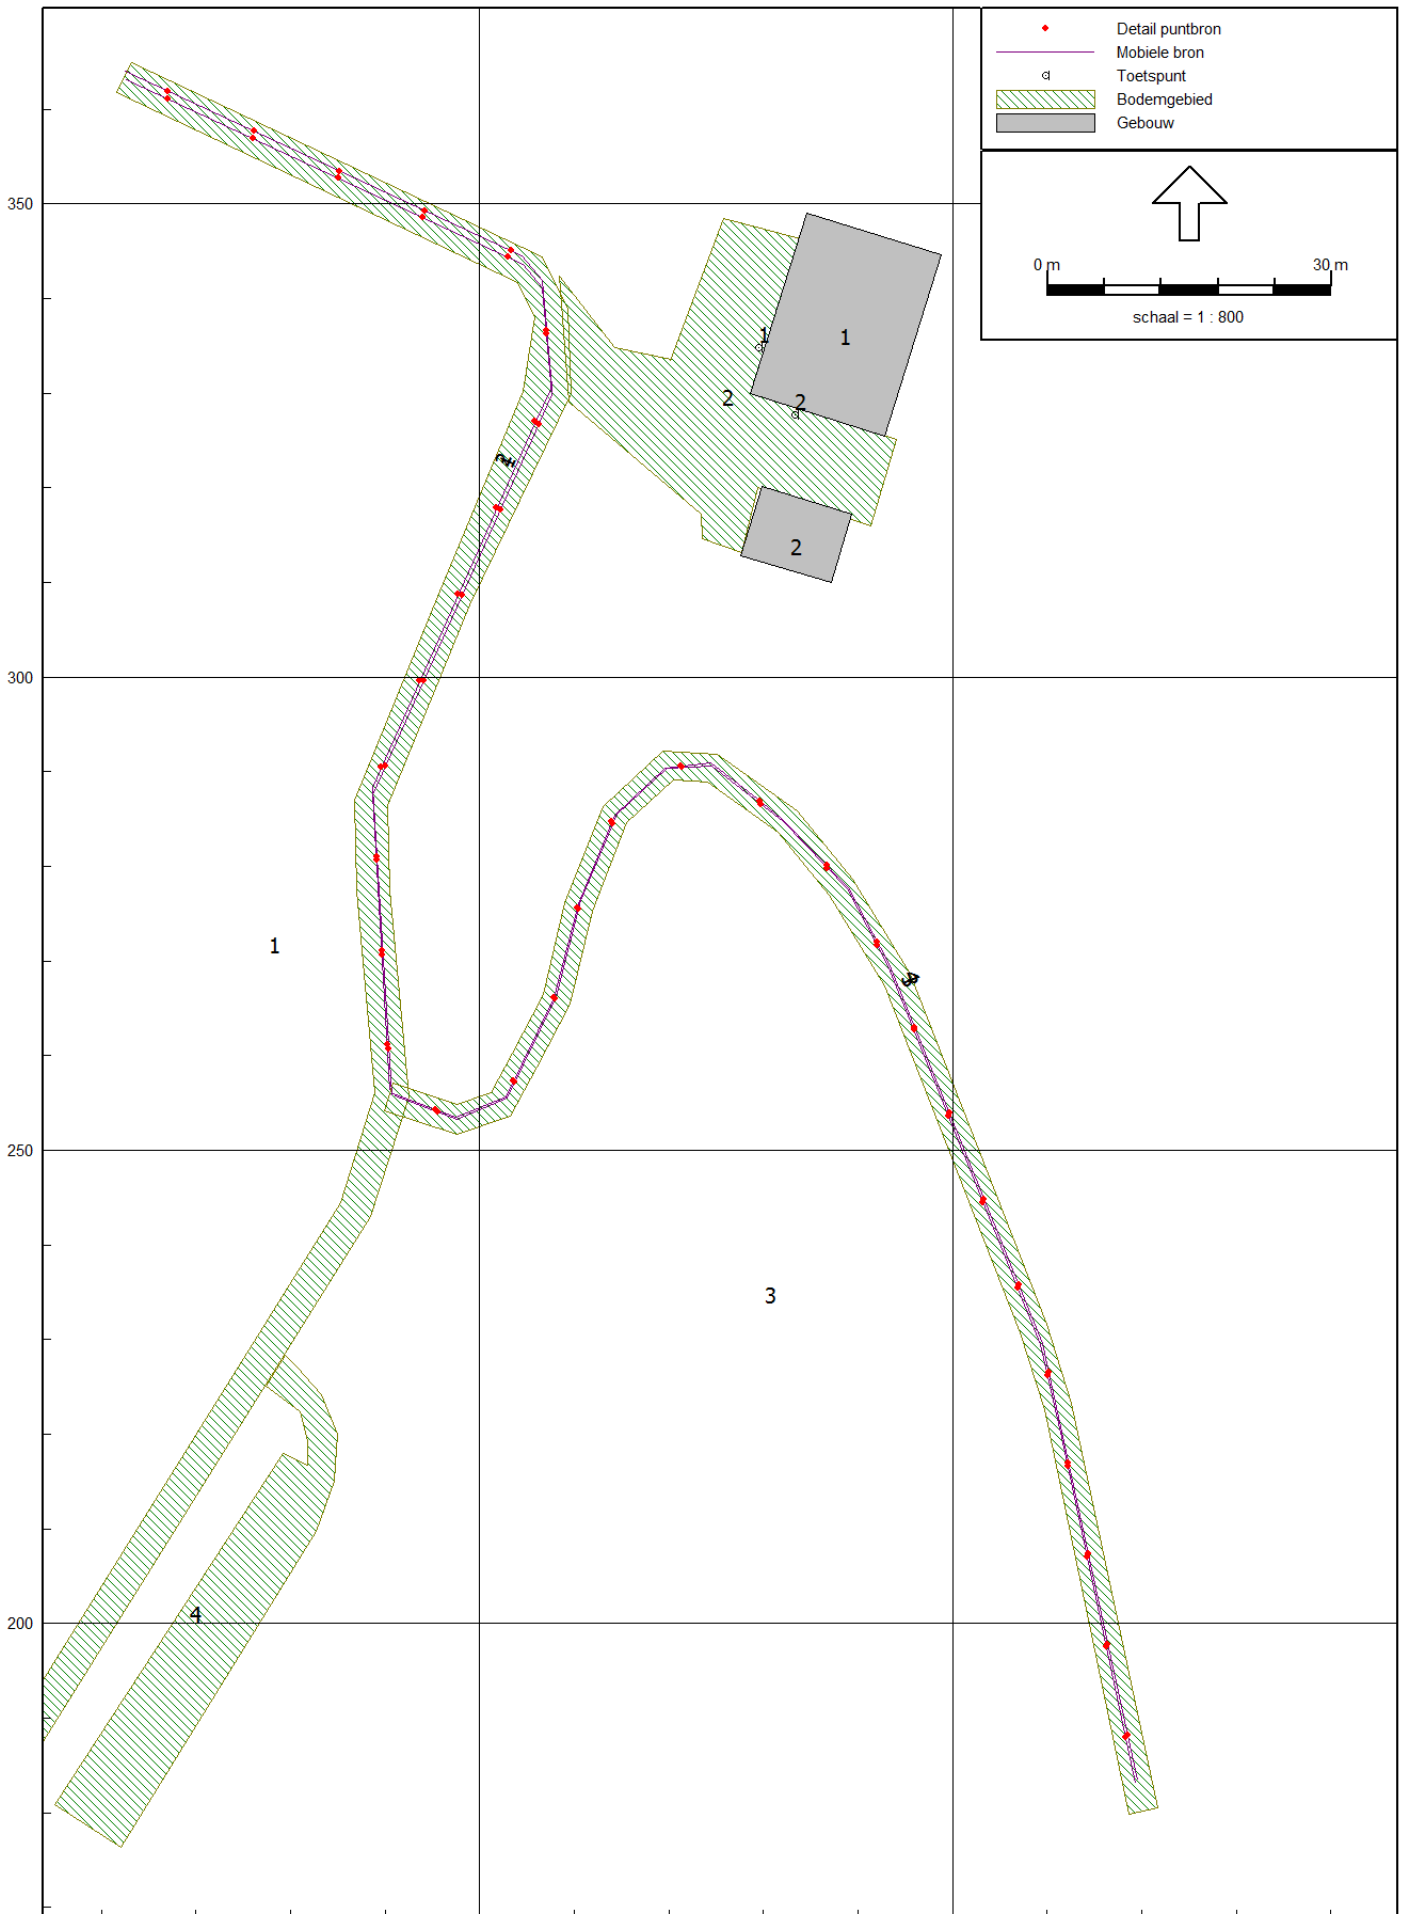 Detail puntbron
Mobiele bron
Toetspunt
Bodemgebied
Gebouw
0 m 30 m
schaal = 1 : 800
350
1
1
2
2
2
300
1
250
3
4
200